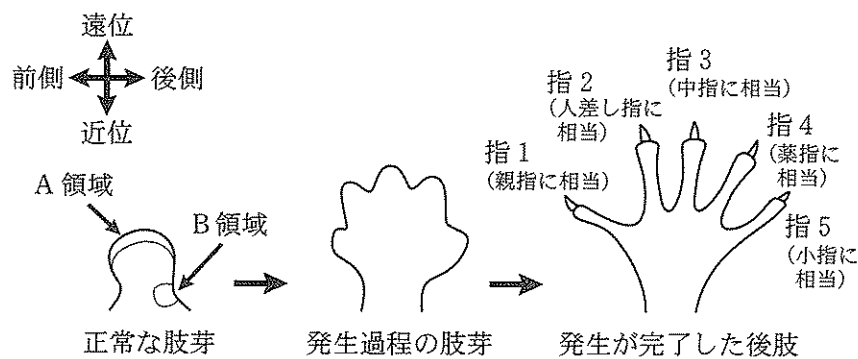 遠位
前側
後側
近位
A 領域
B 領域
正常な肢芽
発生過程の肢芽
指 1
(親指に相当)
指 2
(人差し指に
相当)
指 3
(中指に相当)
指 4
(薬指に
相当)
指 5
(小指に
相当)
発生が完了した後肢